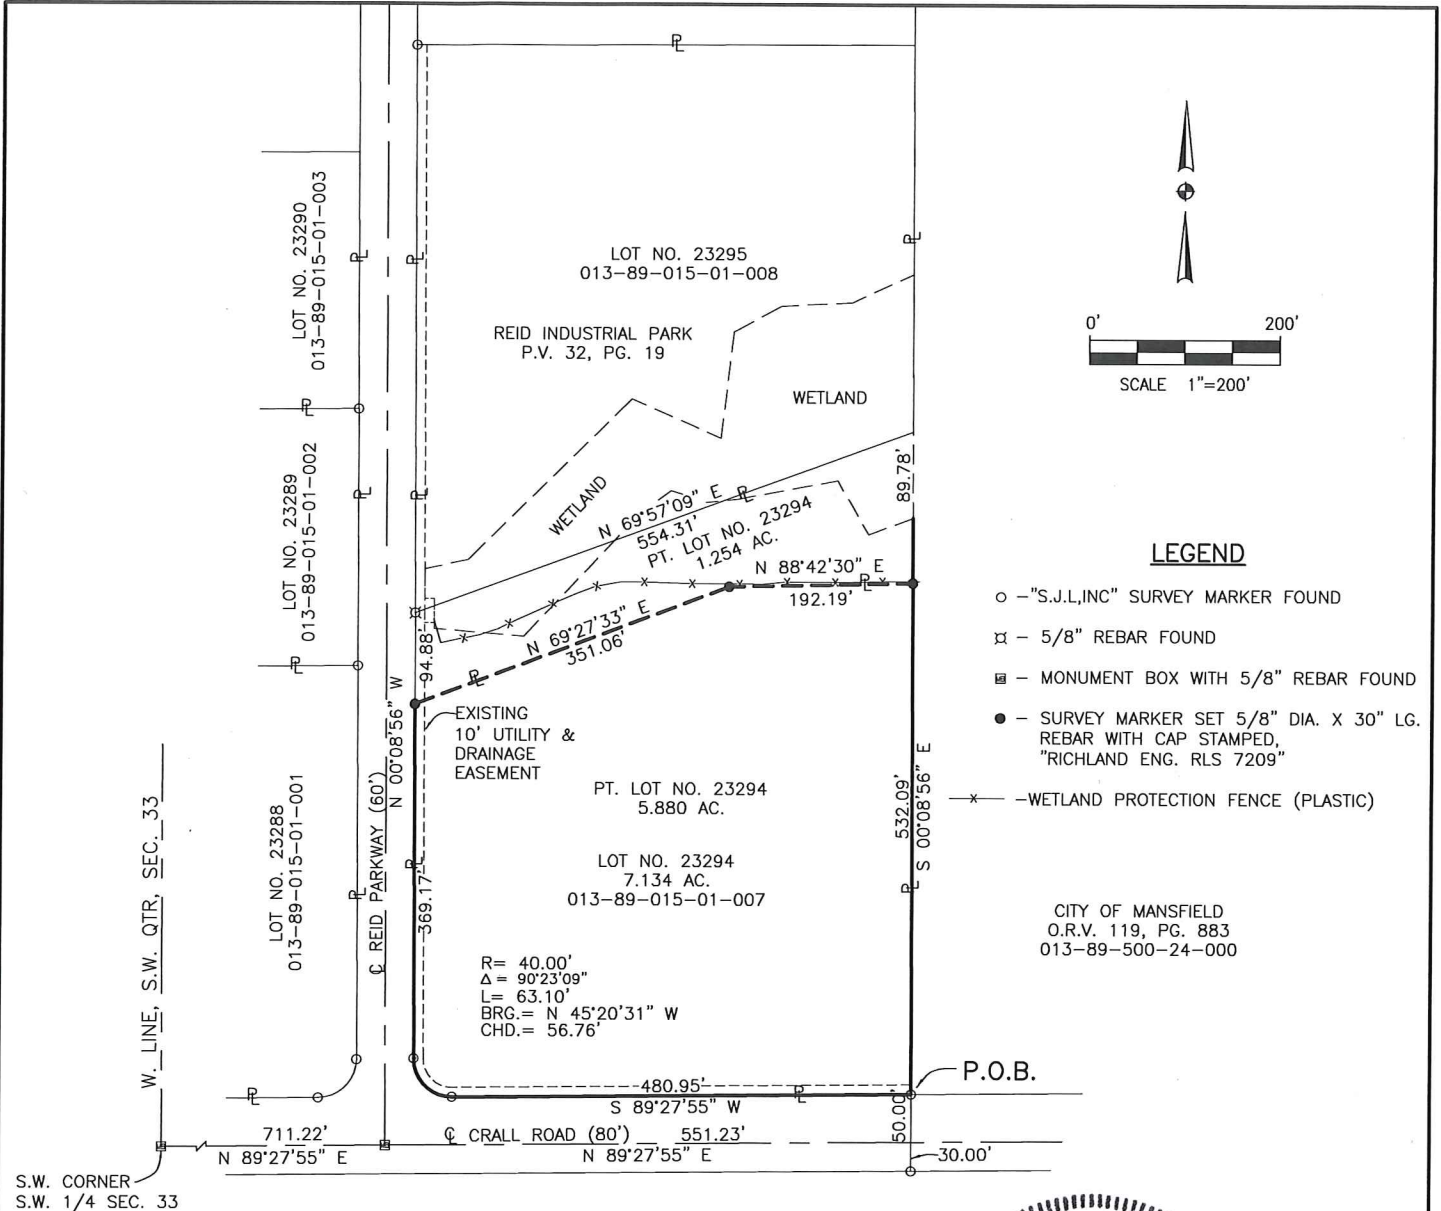 LOT NO. 23290
013-89-015-01-003
LOT NO. 23295
013-89-015-01-008
REID INDUSTRIAL PARK
P.V. 32, PG. 19
WETLAND
0' 200'
SCALE 1"=200'
LOT NO. 23289
013-89-015-01-002
WETLAND
N 69°57'09" E
554.31'
PT. LOT NO. 23294
1.254 AC.
89.78'
N 88°42'30" E
192.19'
N 69°27'33" E
351.06'
94.88'
N 00°08'56" W
EXISTING
10' UTILITY &
DRAINAGE
EASEMENT
LEGEND
-"S.J.L,INC" SURVEY MARKER FOUND
- 5/8" REBAR FOUND
- MONUMENT BOX WITH 5/8" REBAR FOUND
- SURVEY MARKER SET 5/8" DIA. X 30" LG.
REBAR WITH CAP STAMPED,
"RICHLAND ENG. RLS 7209"
-WETLAND PROTECTION FENCE (PLASTIC)
W. LINE, S.W. QTR, SEC. 33
LOT NO. 23288
013-89-015-01-001
℄ REID PARKWAY (60')
369.17'
PT. LOT NO. 23294
5.880 AC.
LOT NO. 23294
7.134 AC.
013-89-015-01-007
532.09'
S 00°08'56" E
CITY OF MANSFIELD
O.R.V. 119, PG. 883
013-89-500-24-000
R= 40.00'
Δ = 90°23'09"
L= 63.10'
BRG.= N 45°20'31" W
CHD.= 56.76'
P.O.B.
480.95'
S 89°27'55" W
50.00'
711.22'
N 89°27'55" E
℄ CRALL ROAD (80') 551.23'
N 89°27'55" E
30.00'
S.W. CORNER
S.W. 1/4 SEC. 33